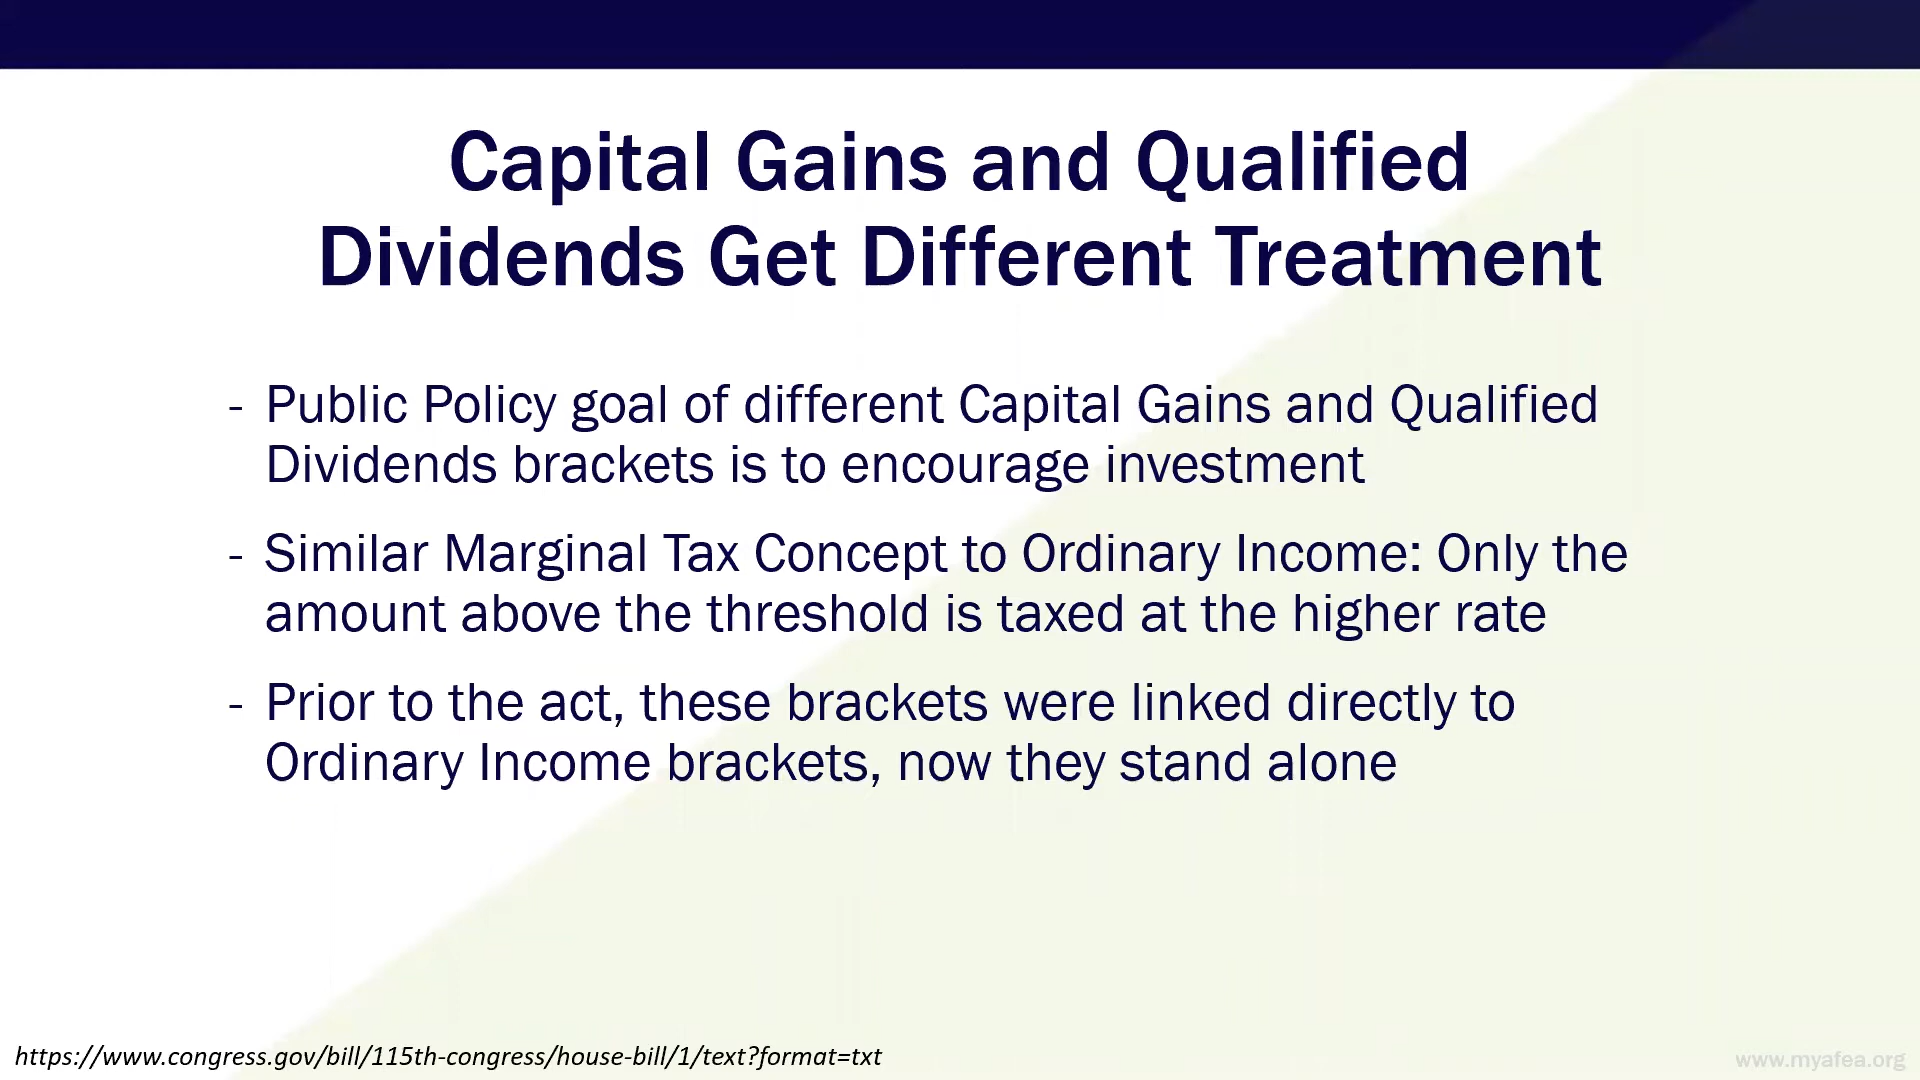 Capital Gains and Qualified
Dividends Get Different Treatment
- Public Policy goal of different Capital Gains and Qualified
Dividends brackets is to encourage investment
- Similar Marginal Tax Concept to Ordinary Income: Only the
amount above the threshold is taxed at the higher rate
- Prior to the act, these brackets were linked directly to
Ordinary Income brackets, now they stand alone
https://www.congress.gov/bill/115th-congress/house-bill/1/text?format=txt
www.myafea.org